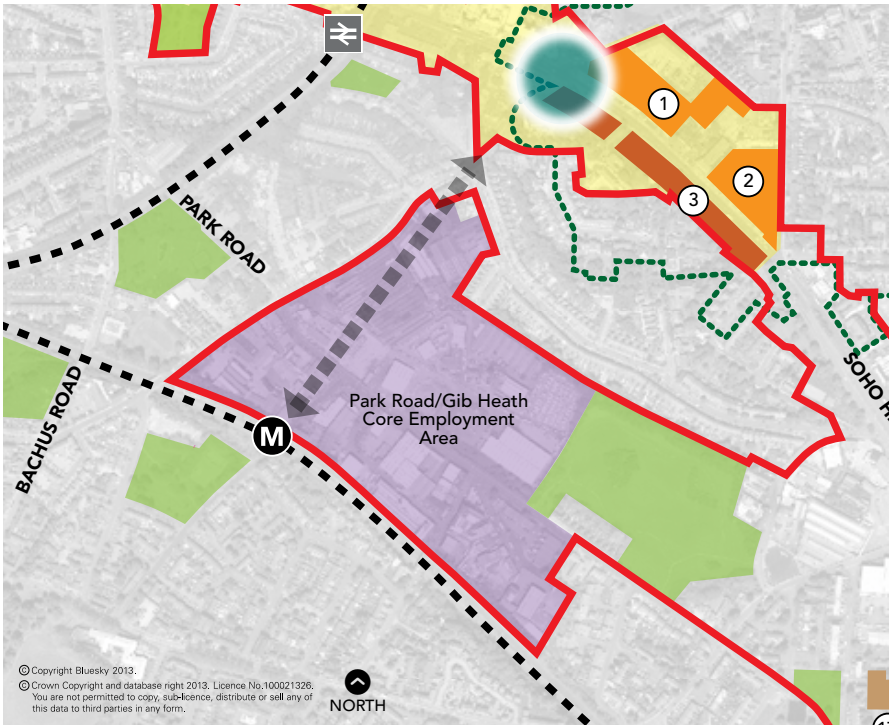 1
2
3
PARK ROAD
BACHUS ROAD
M
Park Road/Gib Heath
Core Employment
Area
SOHO
© Copyright Bluesky 2013.
© Crown Copyright and database right 2013. Licence No.100021326.
You are not permitted to copy, sub-licence, distribute or sell any of
this data to third parties in any form.
NORTH